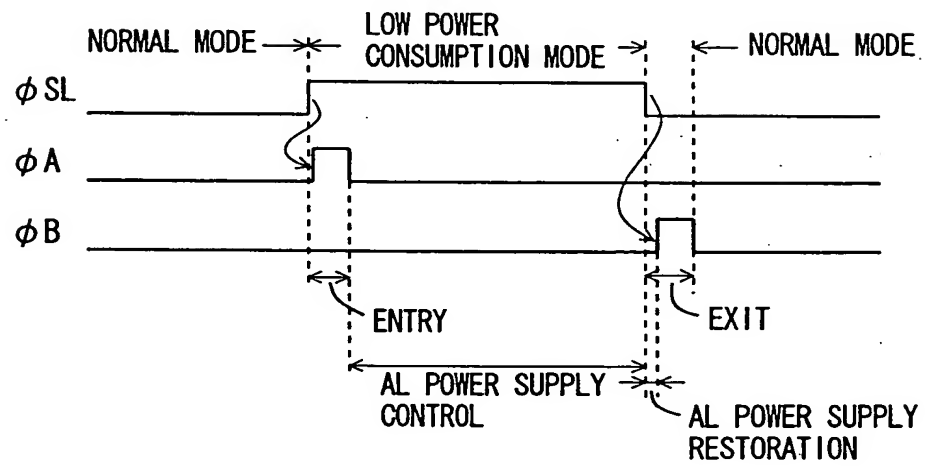 NORMAL MODE
LOW POWER
CONSUMPTION MODE
NORMAL MODE
φSL
φA
φB
ENTRY
EXIT
AL POWER SUPPLY
CONTROL
AL POWER SUPPLY
RESTORATION